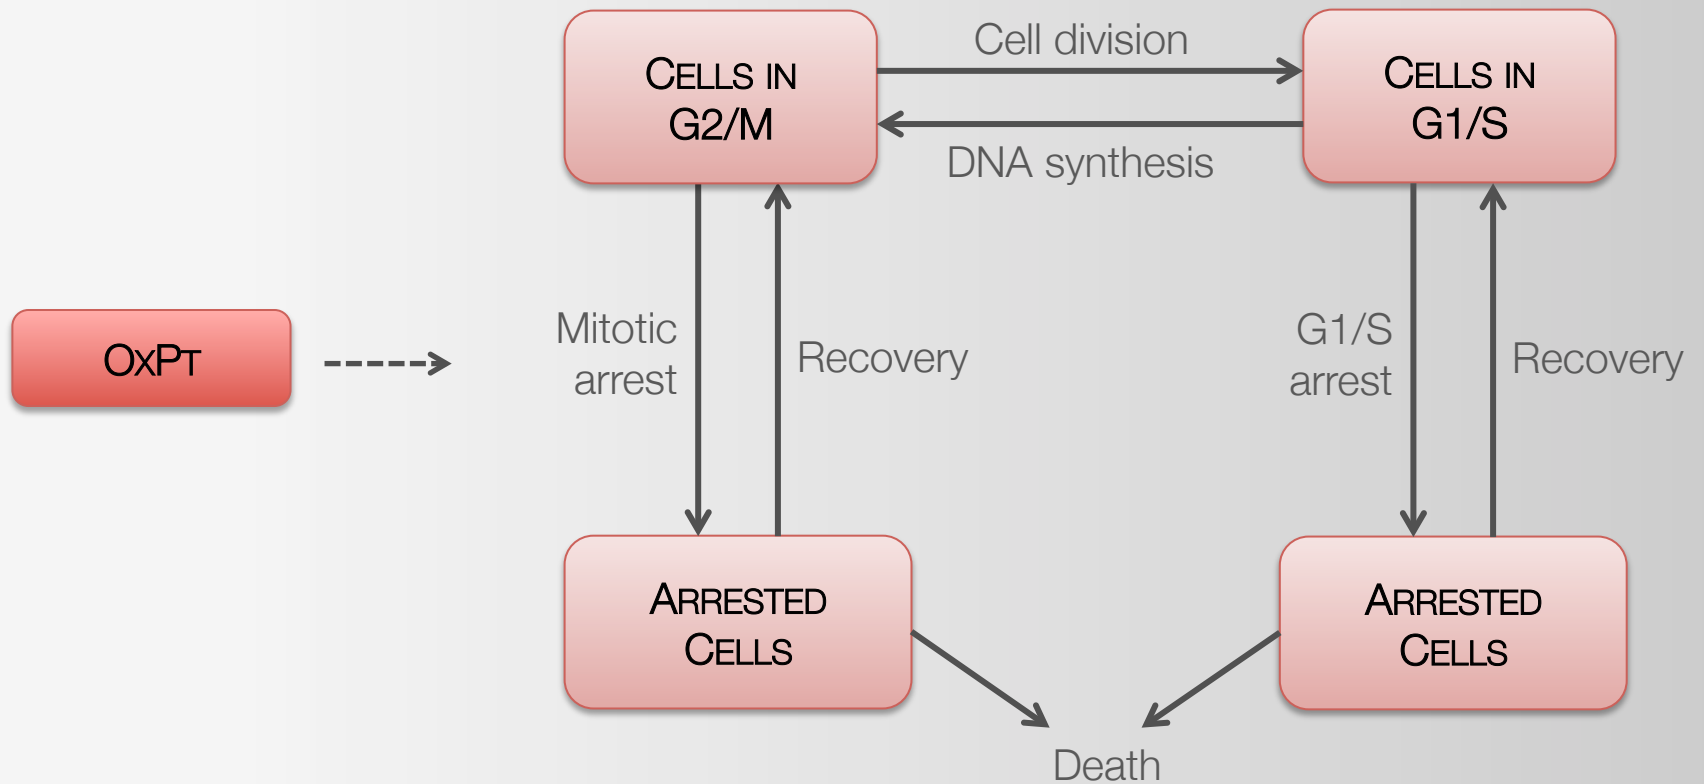 Cell division
CELLS IN
G2/M
CELLS IN
G1/S
DNA synthesis
OXPT
Mitotic
arrest
Recovery
G1/S
arrest
Recovery
ARRESTED
CELLS
ARRESTED
CELLS
Death